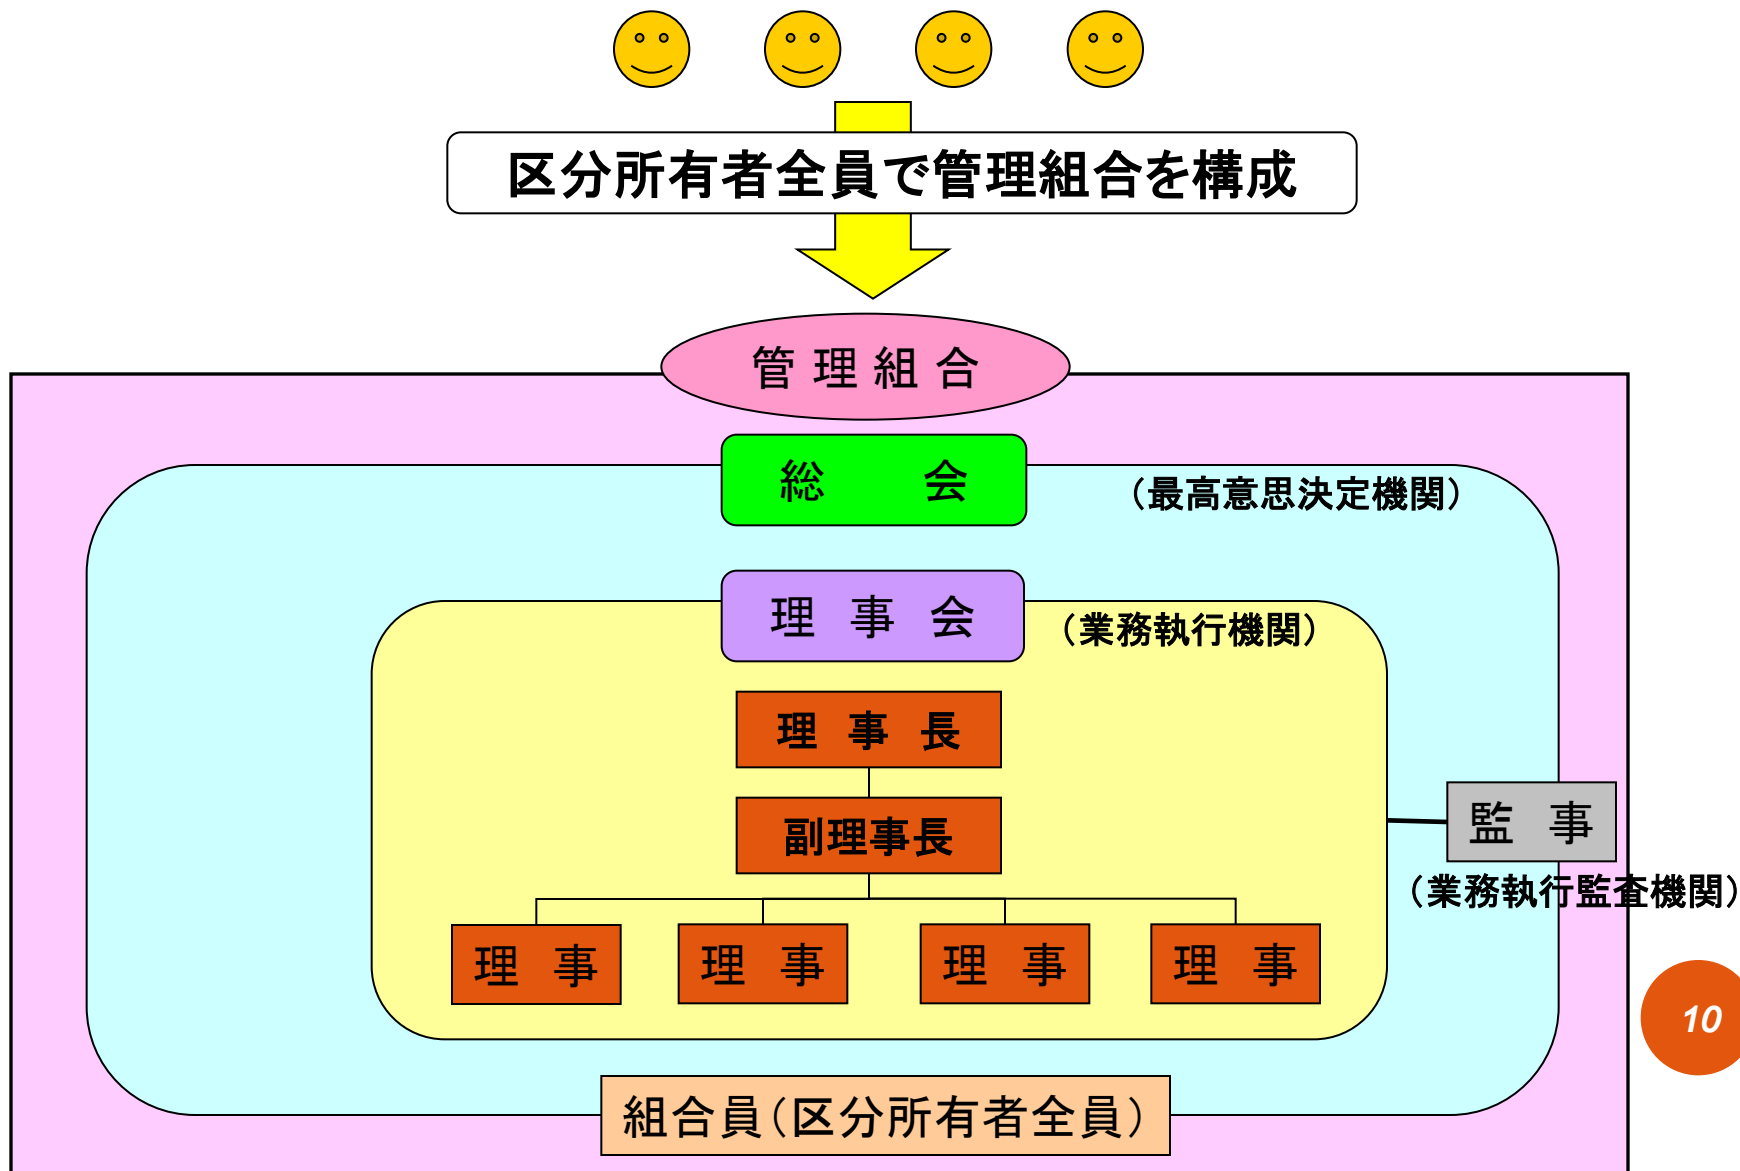 区分所有者全員で管理組合を構成
管理組合
総　　会
（最高意思決定機関）
理　事　会
（業務執行機関）
理　事　長
副理事長
監　事
（業務執行監査機関）
理　事
理　事
理　事
理　事
10
組合員（区分所有者全員）